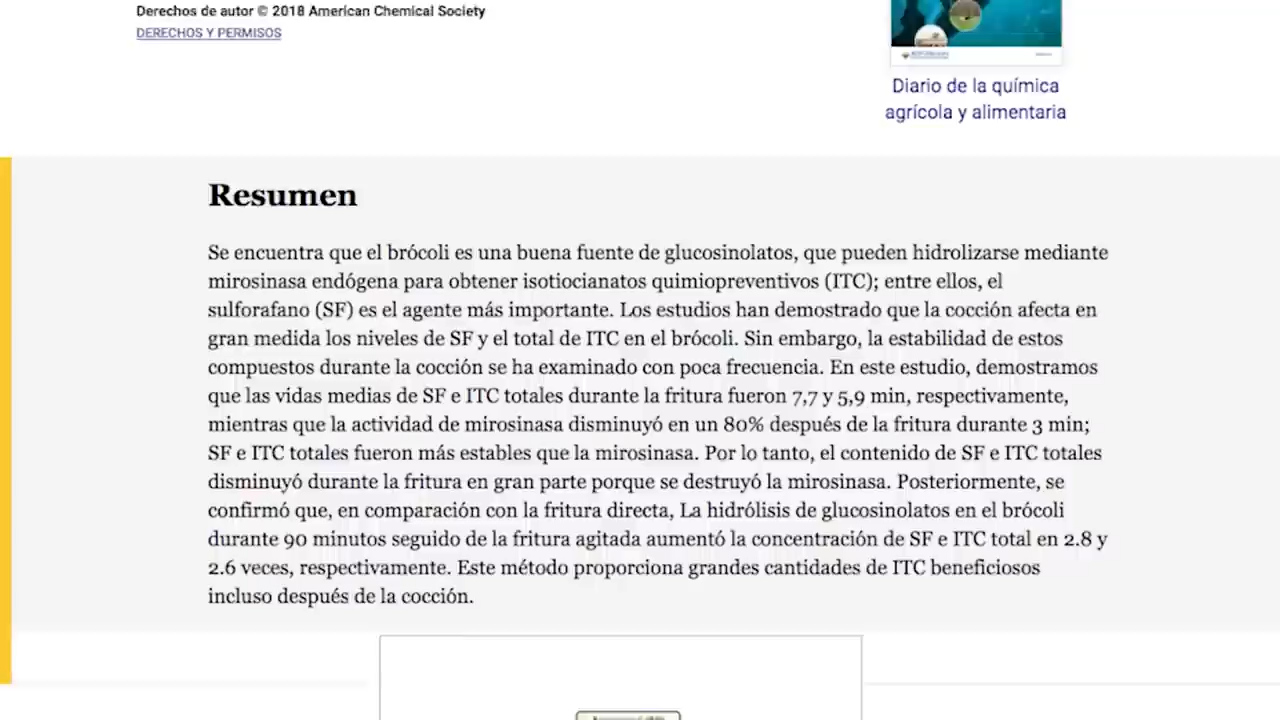 Derechos de autor © 2018 American Chemical Society
DERECHOS Y PERMISOS
Diario de la química
agrícola y alimentaria
Resumen
Se encuentra que el brócoli es una buena fuente de glucosinolatos, que pueden hidrolizarse mediante
mirosinasa endógena para obtener isotiocianatos quimiopreventivos (ITC); entre ellos, el
sulforafano (SF) es el agente más importante. Los estudios han demostrado que la cocción afecta en
gran medida los niveles de SF y el total de ITC en el brócoli. Sin embargo, la estabilidad de estos
compuestos durante la cocción se ha examinado con poca frecuencia. En este estudio, demostramos
que las vidas medias de SF e ITC totales durante la fritura fueron 7,7 y 5,9 min, respectivamente,
mientras que la actividad de mirosinasa disminuyó en un 80% después de la fritura durante 3 min;
SF e ITC totales fueron más estables que la mirosinasa. Por lo tanto, el contenido de SF e ITC totales
disminuyó durante la fritura en gran parte porque se destruyó la mirosinasa. Posteriormente, se
confirmó que, en comparación con la fritura directa, La hidrólisis de glucosinolatos en el brócoli
durante 90 minutos seguido de la fritura agitada aumentó la concentración de SF e ITC total en 2.8 y
2.6 veces, respectivamente. Este método proporciona grandes cantidades de ITC beneficiosos
incluso después de la cocción.